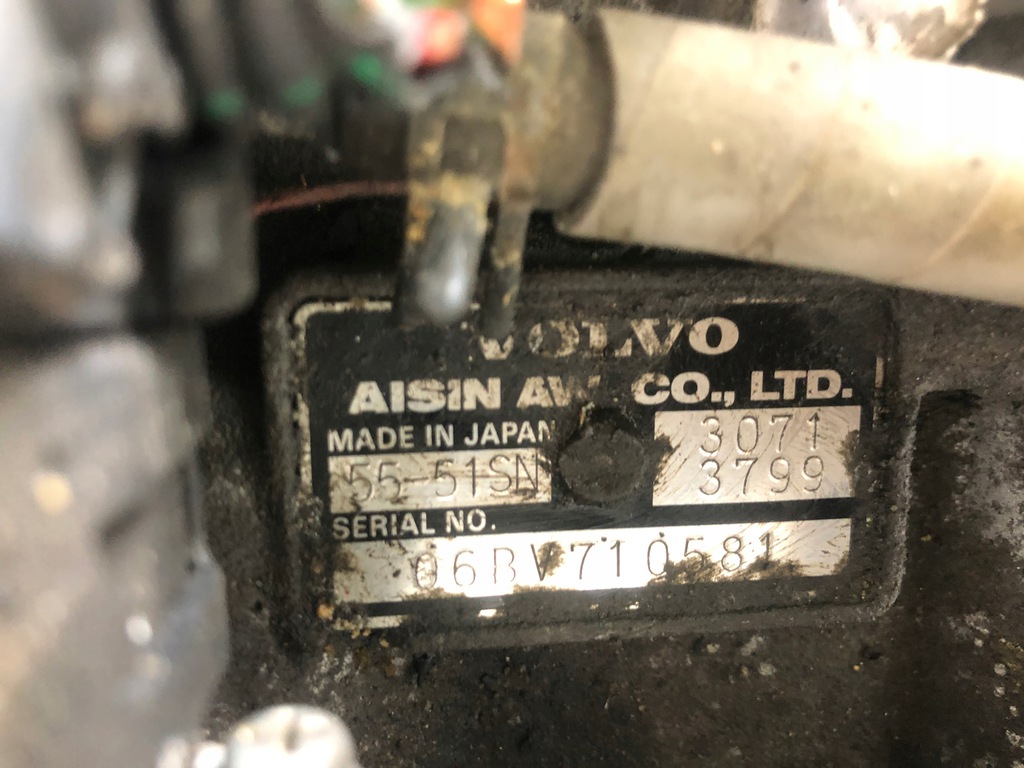 VOLVO
AISIN AW CO., LTD.
MADE IN JAPAN
3071
55-51SN
3799
SERIAL NO.
06BV710581